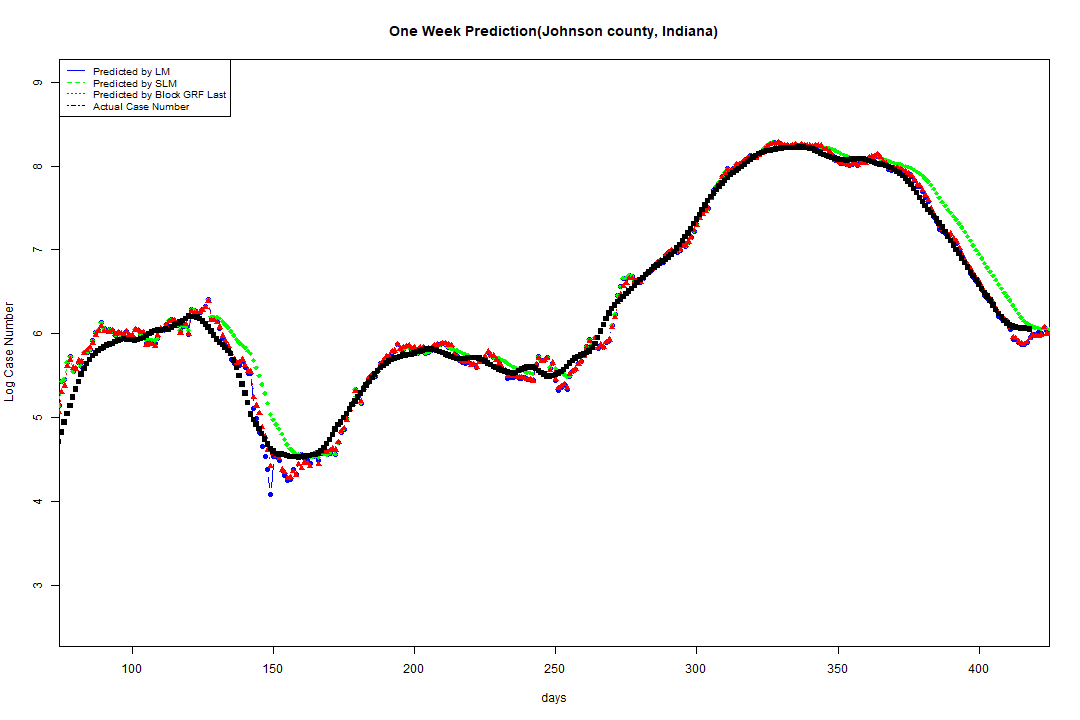 One Week Prediction(Johnson county, Indiana)
Predicted by LM
Predicted by SLM
Predicted by Block GRF Last
Actual Case Number
9
8
7
6
5
4
3
Log Case Number
100 150 200 250 300 350 400
days